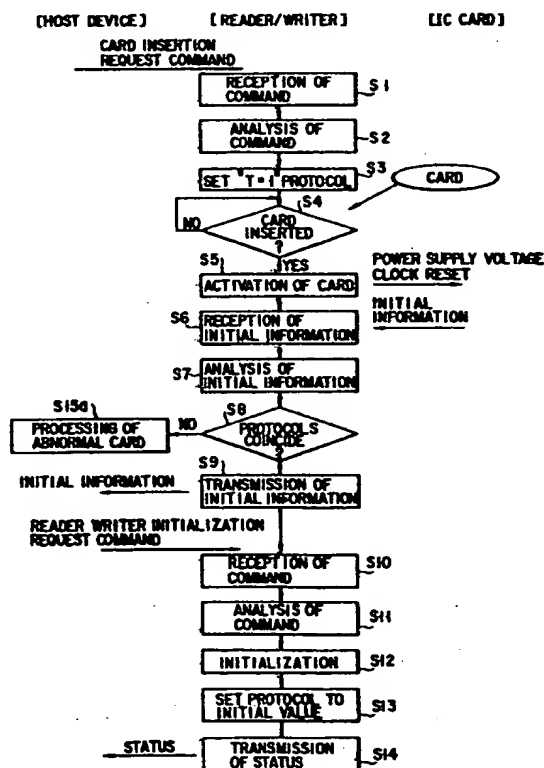 [HOST DEVICE] [READER/WRITER] [IC CARD]
CARD INSERTION
REQUEST COMMAND
RECEPTION OF
COMMAND
S1
ANALYSIS OF
COMMAND
S2
S3
SET "T=1" PROTOCOL
CARD
S4
NO
CARD
INSERTED
?
S5
YES
POWER SUPPLY VOLTAGE
CLOCK RESET
ACTIVATION OF CARD
S6
RECEPTION OF
INITIAL INFORMATION
INITIAL
INFORMATION
S7
ANALYSIS OF
INITIAL INFORMATION
S15a
NO
S8
PROCESSING OF
ABNORMAL CARD
PROTOCOLS
COINCIDE
?
S9
INITIAL INFORMATION
TRANSMISSION OF
INITIAL INFORMATION
READER WRITER INITIALIZATION
REQUEST COMMAND
RECEPTION OF
COMMAND
S10
ANALYSIS OF
COMMAND
S11
INITIALIZATION
S12
SET PROTOCOL TO
INITIAL VALUE
S13
STATUS
TRANSMISSION
OF STATUS
S14